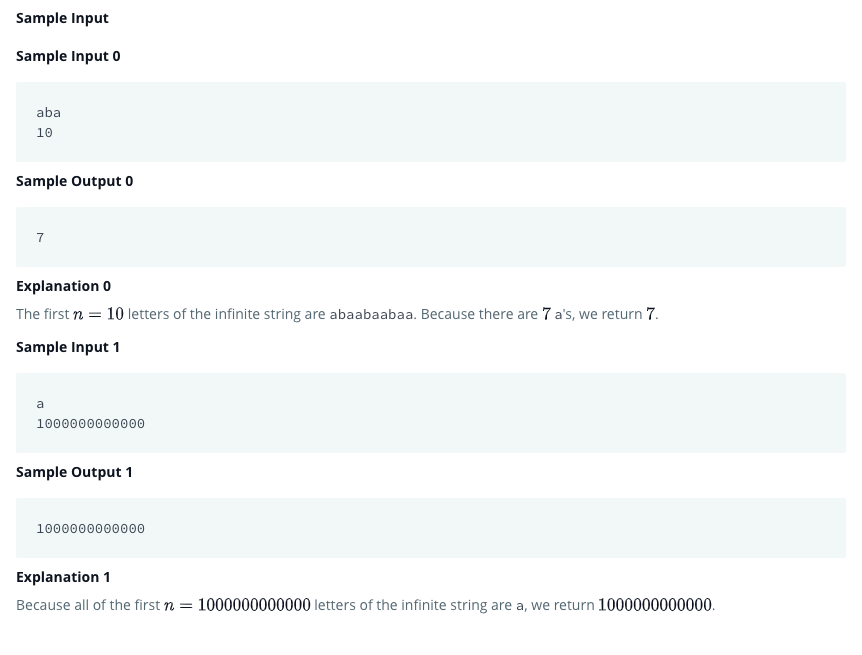 Sample Input
Sample Input 0
aba
10
Sample Output 0
7
Explanation 0
The first n = 10 letters of the infinite string are abaabaabaa. Because there are 7 a's, we return 7.
Sample Input 1
a
1000000000000
Sample Output 1
1000000000000
Explanation 1
Because all of the first n = 1000000000000 letters of the infinite string are a, we return 1000000000000.